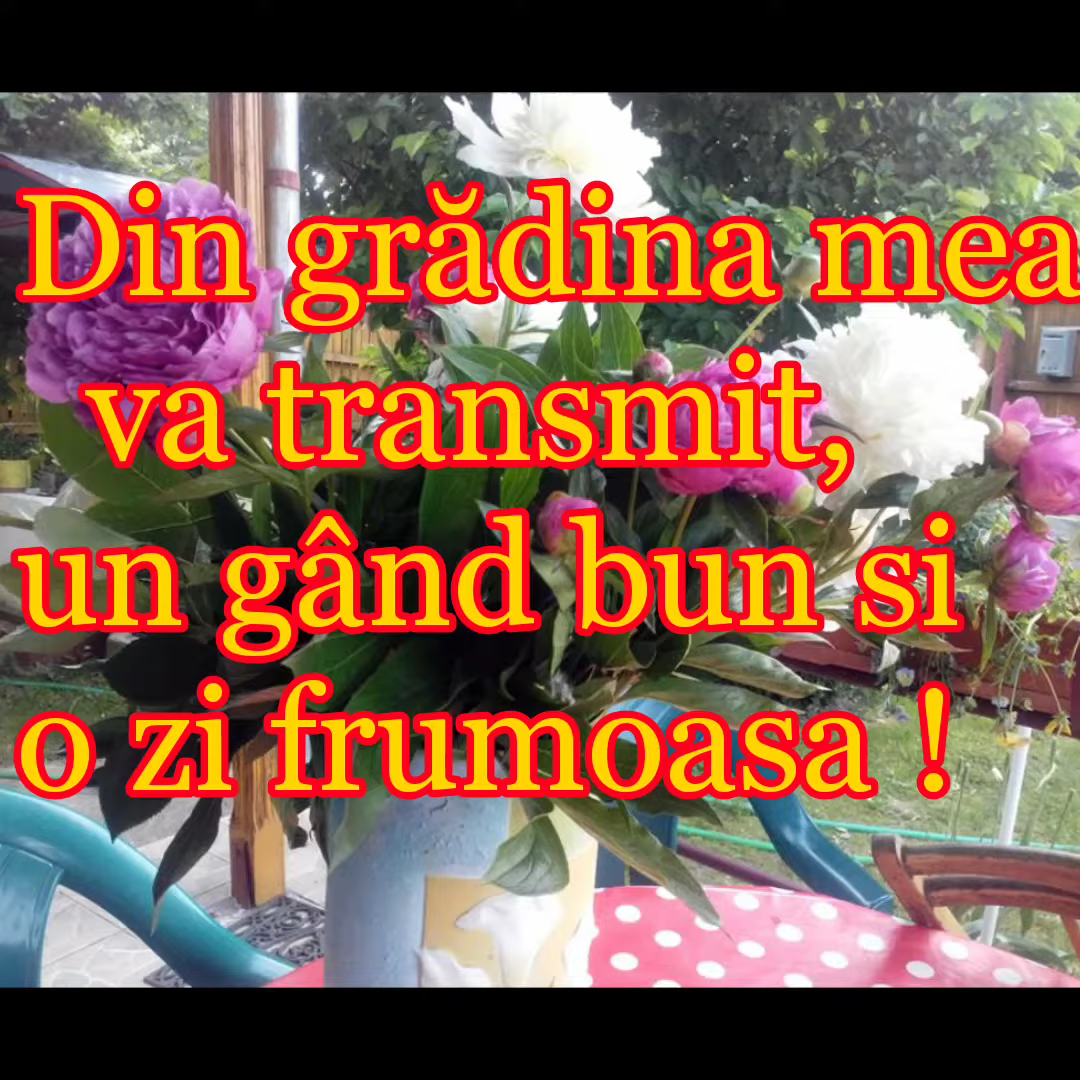 Din grădina mea
va transmit,
un gând bun si
o zi frumoasa !